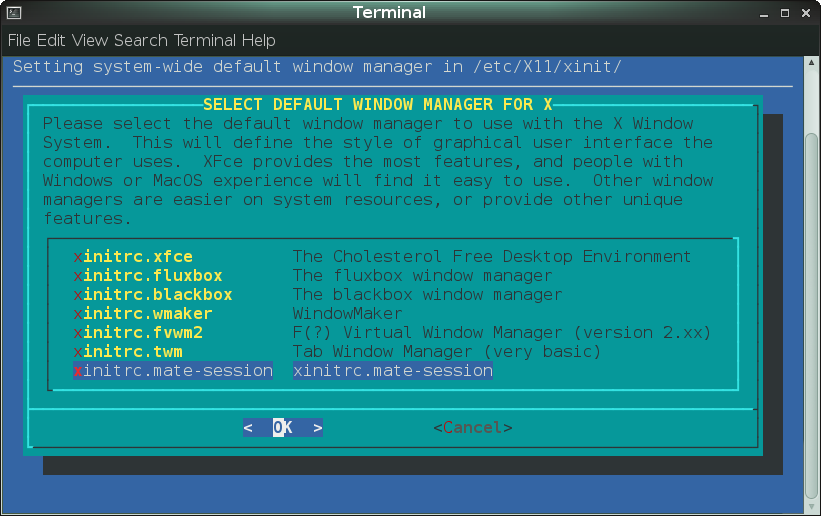 Terminal
File Edit View Search Terminal Help
Setting system-wide default window manager in /etc/X11/xinit/
SELECT DEFAULT WINDOW MANAGER FOR X
Please select the default window manager to use with the X Window
System.  This will define the style of graphical user interface the
computer uses.  XFce provides the most features, and people with
Windows or MacOS experience will find it easy to use.  Other window
managers are easier on system resources, or provide other unique
features.
xinitrc.xfce The Cholesterol Free Desktop Environment
xinitrc.fluxbox The fluxbox window manager
xinitrc.blackbox The blackbox window manager
xinitrc.wmaker WindowMaker
xinitrc.fvwm2 F(?) Virtual Window Manager (version 2.xx)
xinitrc.twm Tab Window Manager (very basic)
xinitrc.mate-session xinitrc.mate-session
<  OK  > <Cancel>